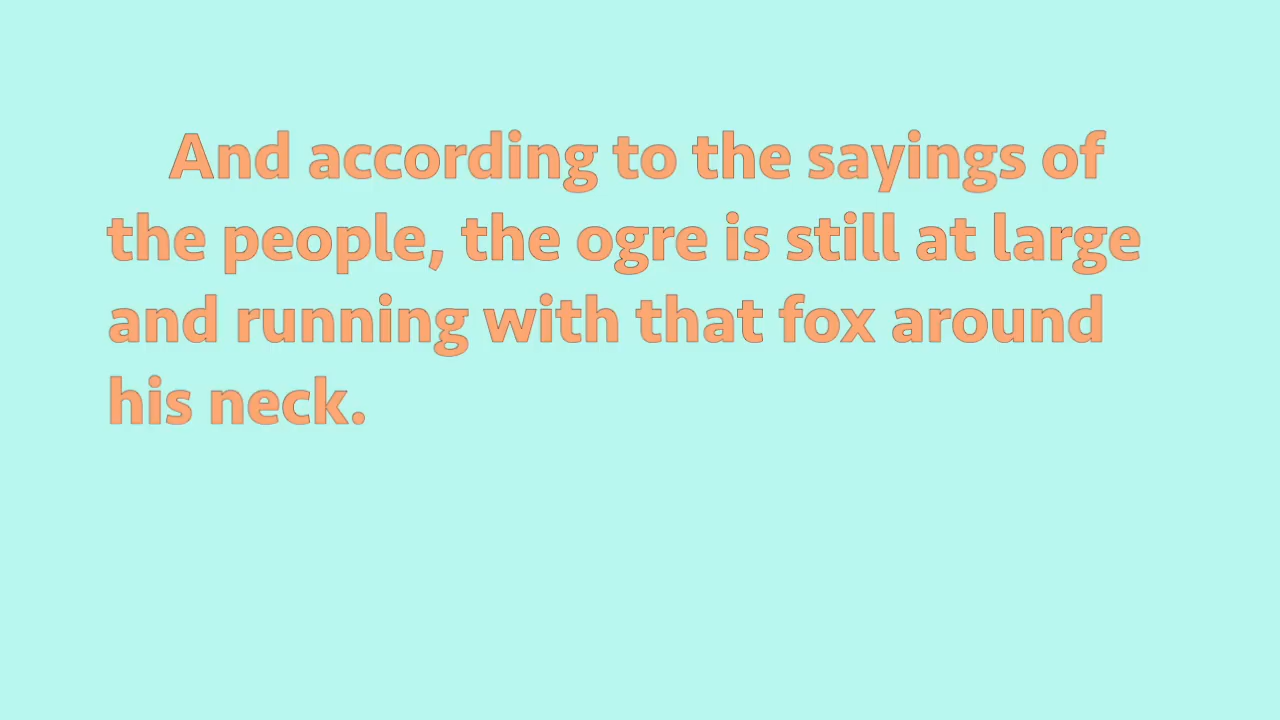 And according to the sayings of
the people, the ogre is still at large
and running with that fox around
his neck.